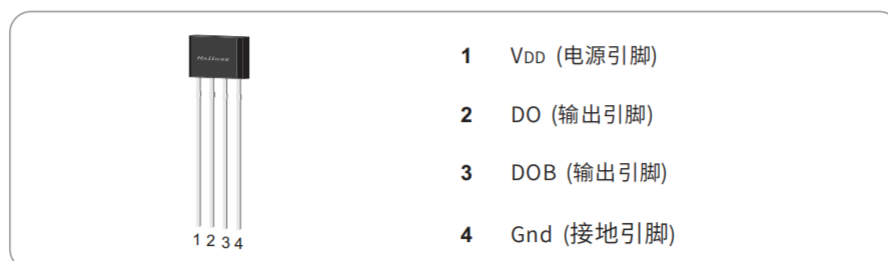 Hallwee
1 2 3 4
1 VDD (电源引脚)
2 DO (输出引脚)
3 DOB (输出引脚)
4 Gnd (接地引脚)